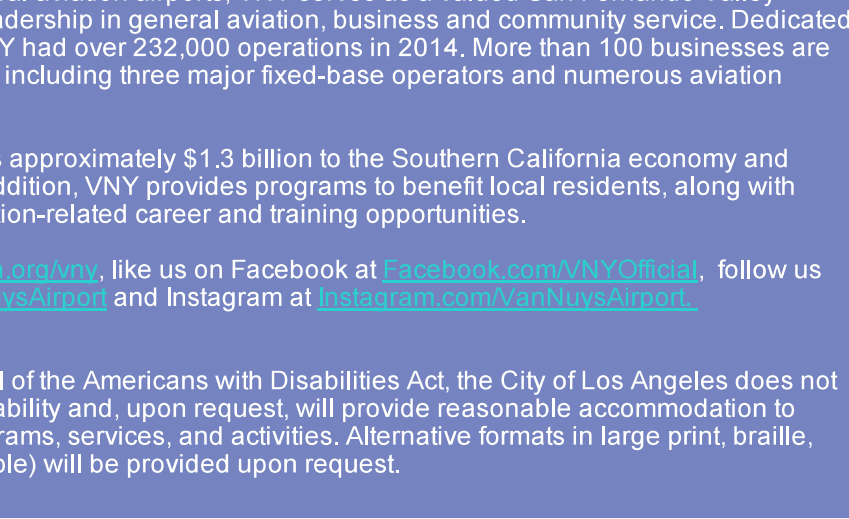 adership in general aviation, business and community service. Dedicated
Y had over 232,000 operations in 2014. More than 100 businesses are
including three major fixed-base operators and numerous aviation
s approximately $1.3 billion to the Southern California economy and
ddition, VNY provides programs to benefit local residents, along with
tion-related career and training opportunities.
a.org/vny, like us on Facebook at Facebook.com/VNYOfficial,  follow us
ysAirport and Instagram at Instagram.com/VanNuysAirport.
of the Americans with Disabilities Act, the City of Los Angeles does not
ability and, upon request, will provide reasonable accommodation to
rams, services, and activities. Alternative formats in large print, braille,
ble) will be provided upon request.